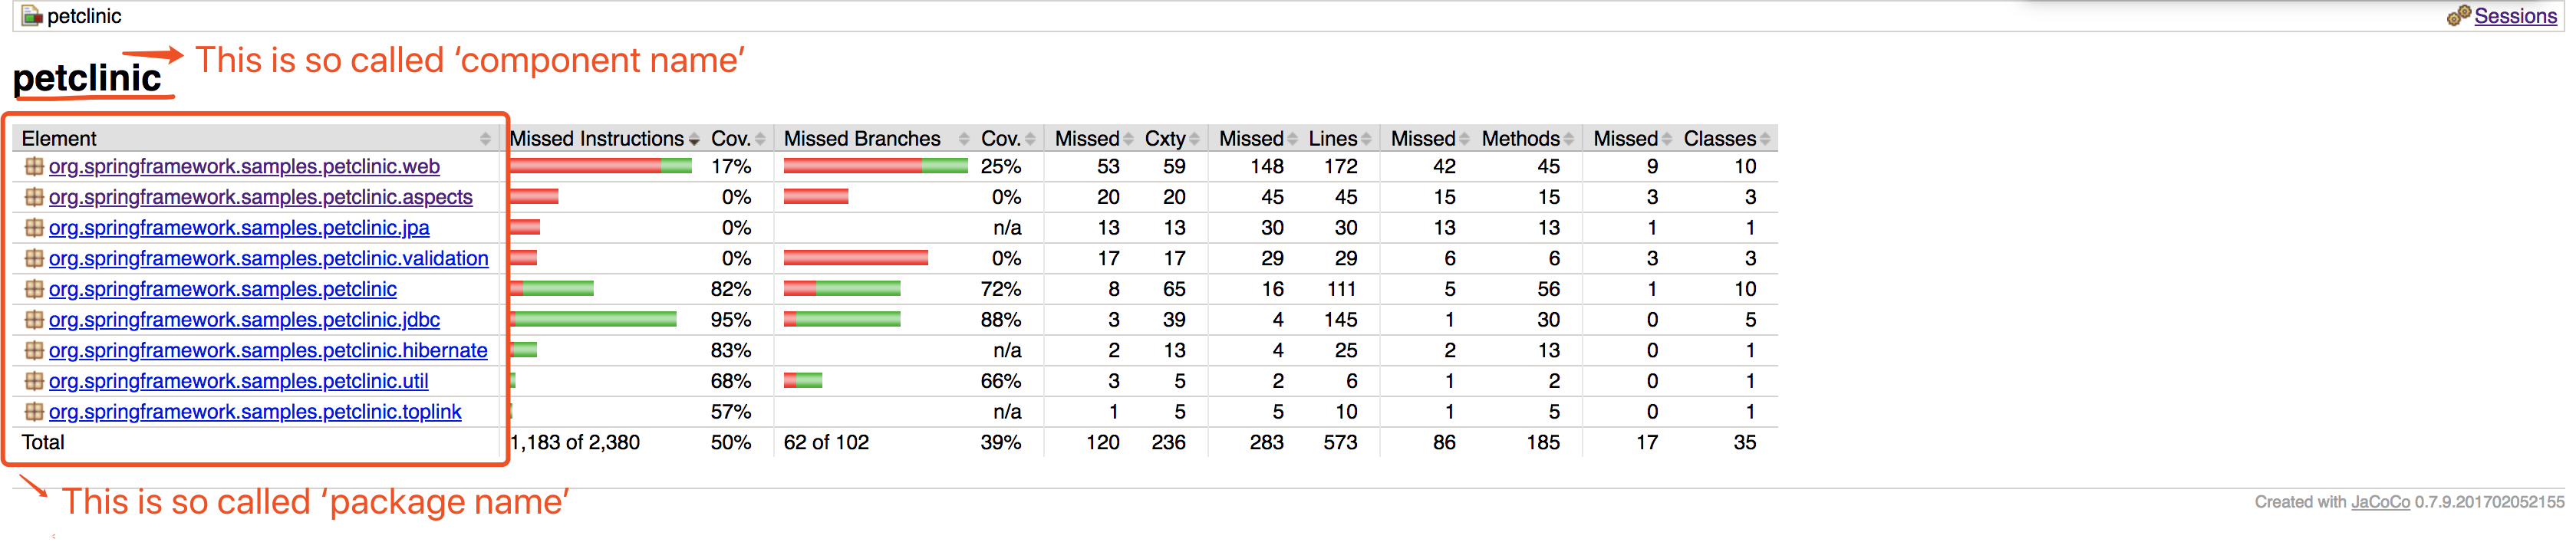 petclinic Sessions
This is so called ‘component name’
petclinic
Element Missed Instructions Cov. Missed Branches Cov. Missed Cxty Missed Lines Missed Methods Missed Classes
org.springframework.samples.petclinic.web 17% 25% 53 59 148 172 42 45 9 10
org.springframework.samples.petclinic.aspects 0% 0% 20 20 45 45 15 15 3 3
org.springframework.samples.petclinic.jpa 0% n/a 13 13 30 30 13 13 1 1
org.springframework.samples.petclinic.validation 0% 0% 17 17 29 29 6 6 3 3
org.springframework.samples.petclinic 82% 72% 8 65 16 111 5 56 1 10
org.springframework.samples.petclinic.jdbc 95% 88% 3 39 4 145 1 30 0 5
org.springframework.samples.petclinic.hibernate 83% n/a 2 13 4 25 2 13 0 1
org.springframework.samples.petclinic.util 68% 66% 3 5 2 6 1 2 0 1
org.springframework.samples.petclinic.toplink 57% n/a 1 5 5 10 1 5 0 1
Total 1,183 of 2,380 50% 62 of 102 39% 120 236 283 573 86 185 17 35
This is so called ‘package name’
Created with JaCoCo 0.7.9.201702052155